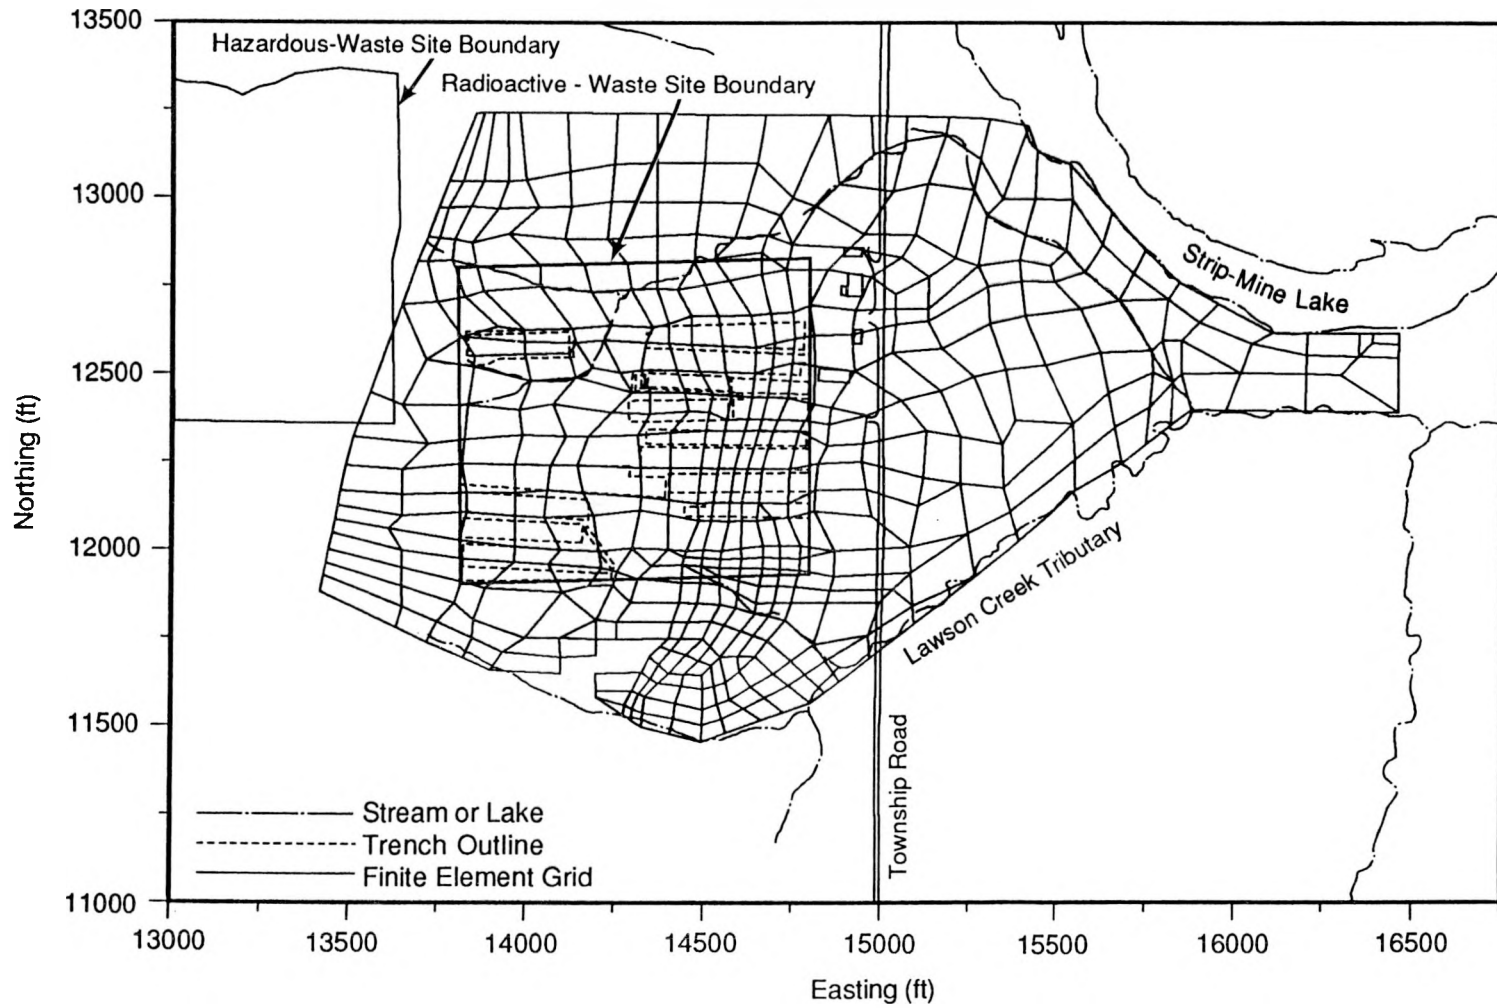 13500
Hazardous-Waste Site Boundary
Radioactive - Waste Site Boundary
13000
Strip-Mine Lake
12500
Northing (ft)
12000
Lawson Creek Tributary
11500
Township Road
Stream or Lake
Trench Outline
Finite Element Grid
11000
13000 13500 14000 14500 15000 15500 16000 16500
Easting (ft)